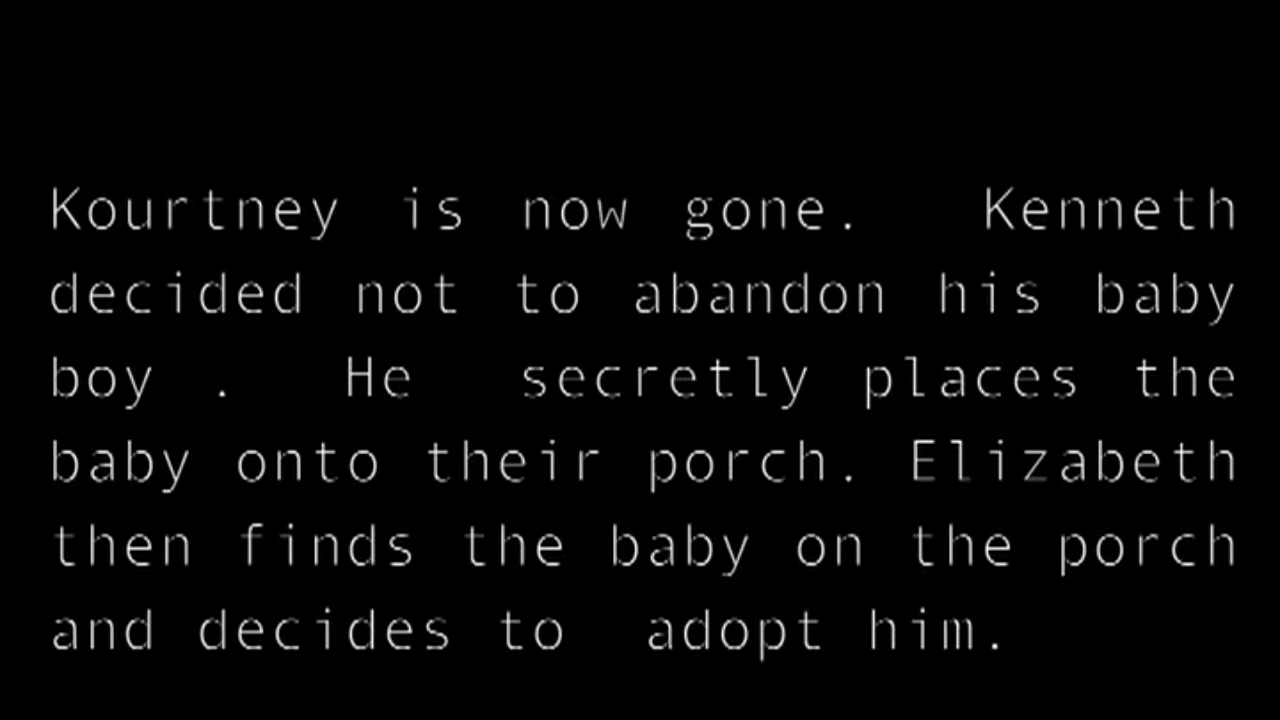 Kourtney is now gone. Kenneth
decided not to abandon his baby
boy . He secretly places the
baby onto their porch. Elizabeth
then finds the baby on the porch
and decides to adopt him.